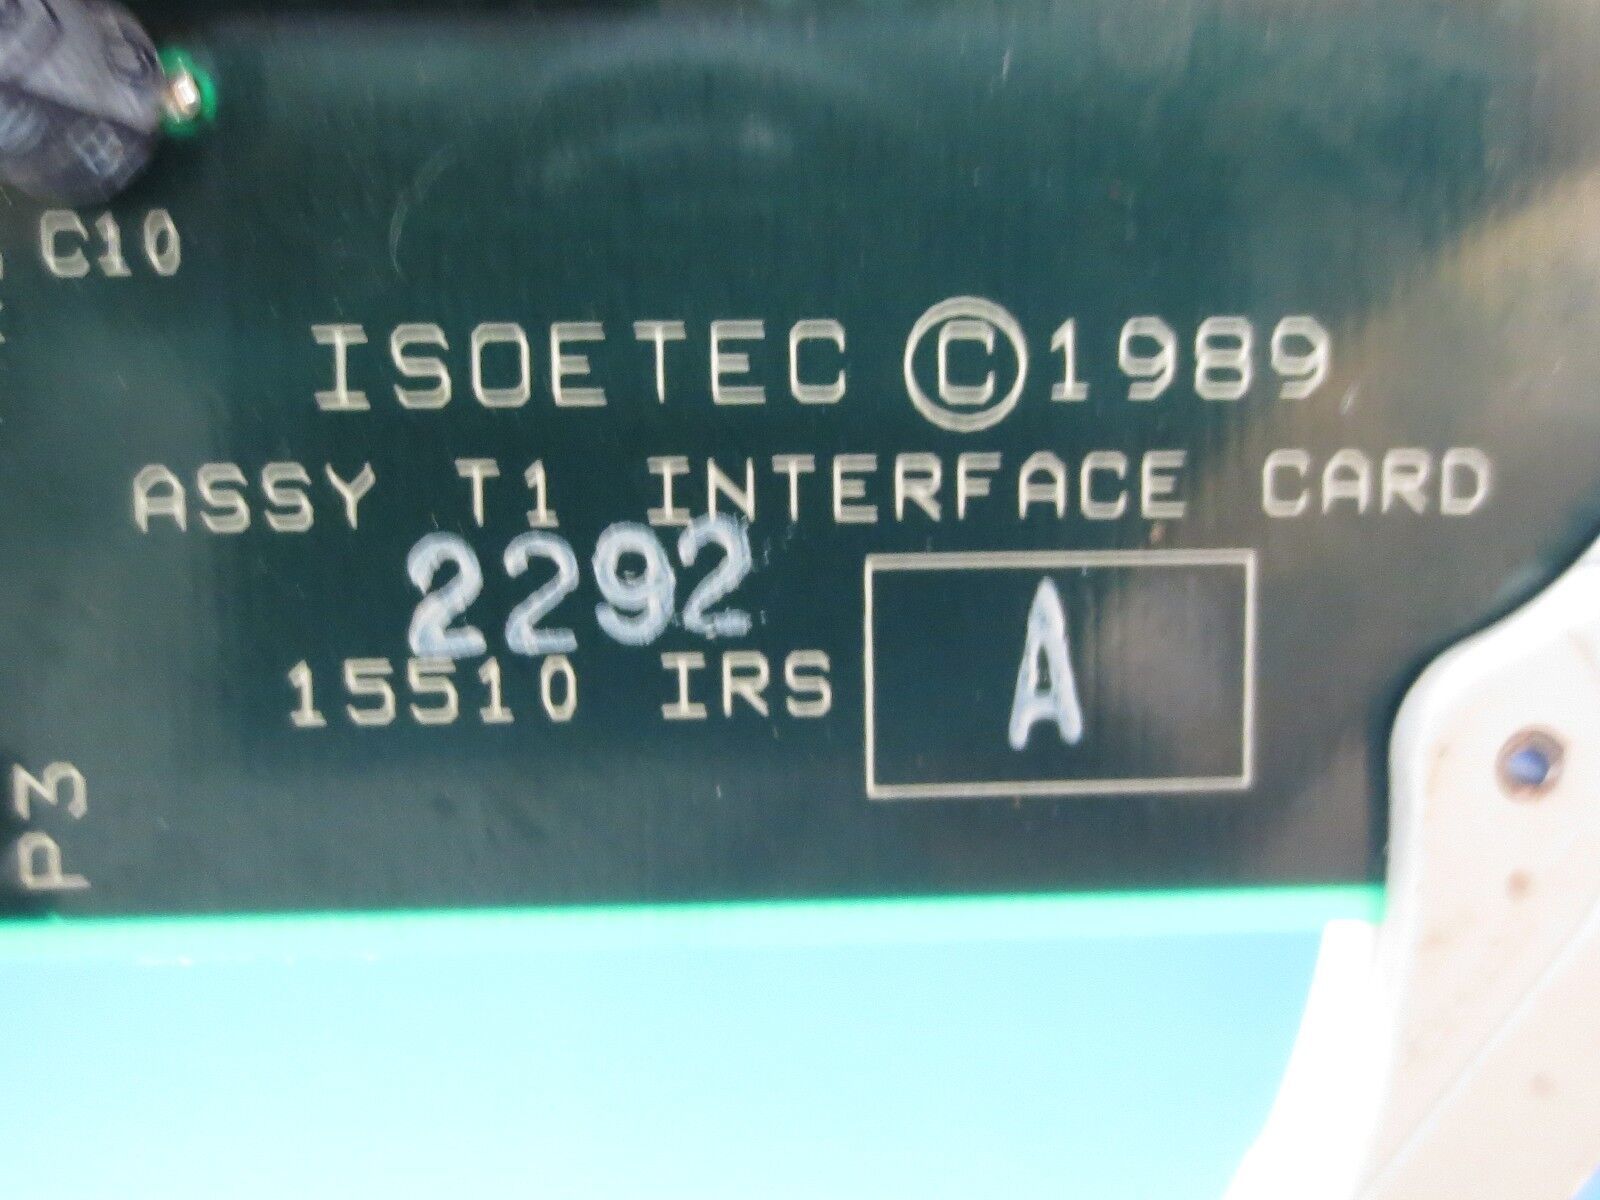 C10
ISOETEC ©1989
ASSY T1 INTERFACE CARD
2292
15510 IRS
A
P3